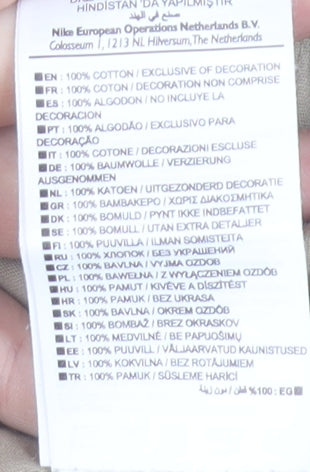 HİNDİSTAN'DA YAPILMIŞTIR
صنع في الهند
Nike European Operations Netherlands B.V.
Colosseum 1, 1213 NL Hilversum, The Netherlands
EN : 100% COTTON / EXCLUSIVE OF DECORATION
FR : 100% COTON / DECORATION NON COMPRISE
ES : 100% ALGODON / NO INCLUYE LA
DECORACION
PT : 100% ALGODÃO / EXCLUSIVO PARA
DECORAÇÃO
IT : 100% COTONE / DECORAZIONI ESCLUSE
DE : 100% BAUMWOLLE / VERZIERUNG
AUSGENOMMEN
NL : 100% KATOEN / UITGEZONDERD DECORATIE
GR : 100% ΒΑΜΒΑΚΕΡΟ / ΧΩΡΙΣ ΔΙΑΚΟΣΜΗΤΙΚΑ
DK : 100% BOMULD / PYNT IKKE INDBEFATTET
SE : 100% BOMULL / UTAN EXTRA DETALJER
FI : 100% PUUVILLA / ILMAN SOMISTEITA
RU : 100% ХЛОПОК / БЕЗ УКРАШЕНИЙ
CZ : 100% BAVLNA / VYJMA OZDOB
PL : 100% BAWEŁNA / Z WYŁĄCZENIEM OZDÓB
HU : 100% PAMUT / KIVÉVE A DÍSZÍTÉST
HR : 100% PAMUK / BEZ UKRASA
SK : 100% BAVLNA / OKREM OZDÔB
SI : 100% BOMBAŽ / BREZ OKRASKOV
LT : 100% MEDVILNĖ / BE PAPUOŠIMŲ
EE : 100% PUUVILL / VÄLJAARVATUD KAUNISTUSED
LV : 100% KOKVILNA / BEZ ROTĀJUMIEM
TR : 100% PAMUK / SÜSLEME HARİCİ
EG : 100% قطن / بدون زينة